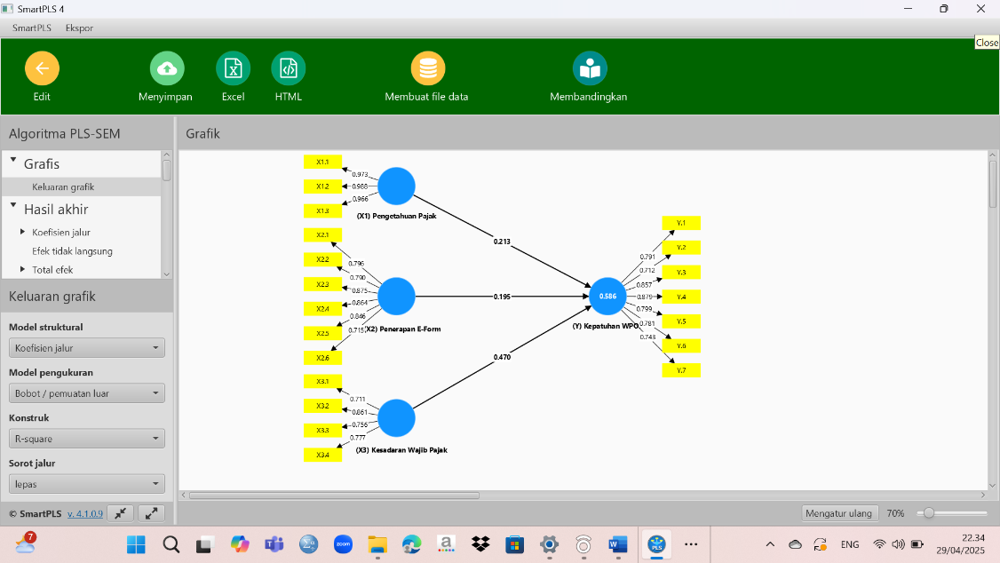 SmartPLS 4
SmartPLS Ekspor
Close
Edit Menyimpan Excel HTML Membuat file data Membandingkan
Algoritma PLS-SEM
Grafis
Keluaran grafik
Hasil akhir
Koefisien jalur
Efek tidak langsung
Total efek
Keluaran grafik
Model struktural
Koefisien jalur
Model pengukuran
Bobot / pemuatan luar
Konstruk
R-square
Sorot jalur
lepas
© SmartPLS v. 4.1.0.9
Grafik
X1.1
X1.2
X1.3
0.973
0.988
0.966
(X1) Pengetahuan Pajak
X2.1
X2.2
X2.3
X2.4
X2.5
X2.6
0.796
0.790
0.875
0.864
0.846
0.715
(X2) Penerapan E-Form
X3.1
X3.2
X3.3
X3.4
0.711
0.861
0.756
0.777
(X3) Kesadaran Wajib Pajak
0.213
0.195
0.470
0.586
(Y) Kepatuhan WPO
0.791
0.712
0.857
0.879
0.799
0.781
0.743
Y.1
Y.2
Y.3
Y.4
Y.5
Y.6
Y.7
Mengatur ulang 70%
7
zoom
a
W
PLS
ENG
22.34
29/04/2025